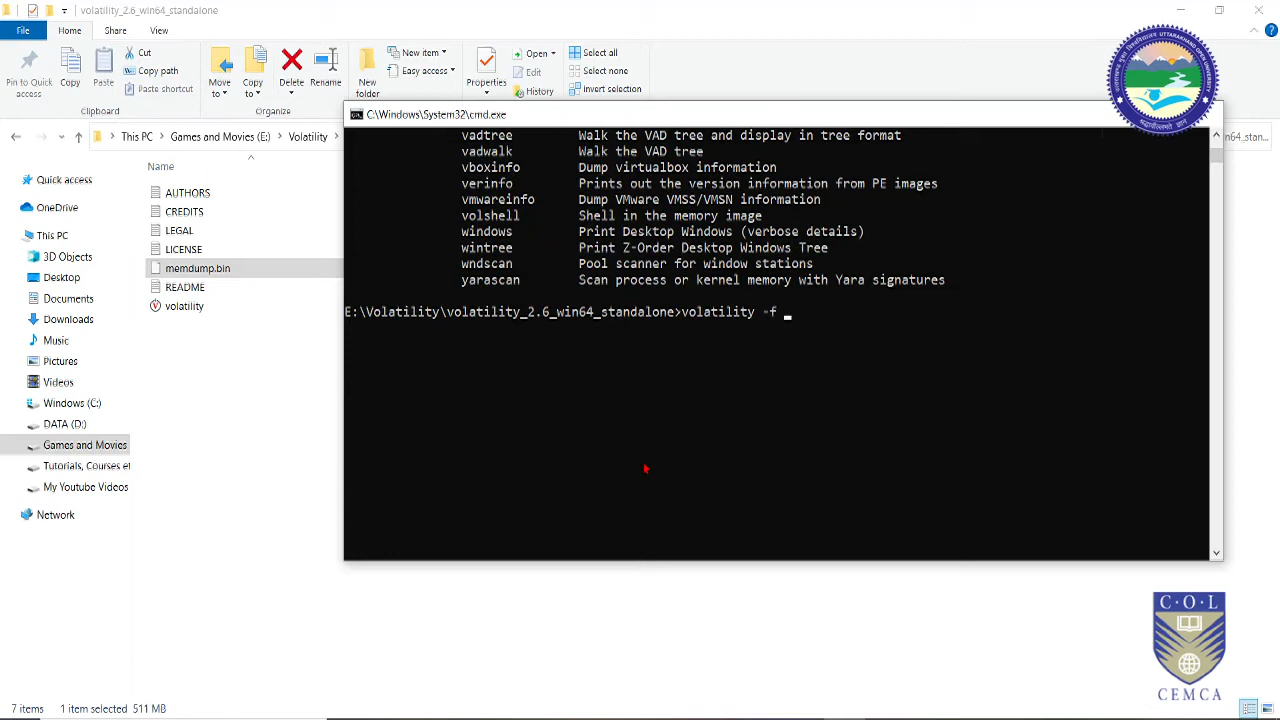 volatility_2.6_win64_standalone
File
Home
Share
View
Pin to Quick access
Copy
Paste
Cut
Copy path
Paste shortcut
Clipboard
Move to
Copy to
Delete
Rename
Organize
New folder
New item
Easy access
Properties
Open
Edit
History
Select all
Select none
Invert selection
This PC
Games and Movies (E:)
Volatility
n64_stan...
Name
Quick access
OneDrive
This PC
3D Objects
Desktop
Documents
Downloads
Music
Pictures
Videos
Windows (C:)
DATA (D:)
Games and Movies
Tutorials, Courses et
My Youtube Videos
Network
AUTHORS
CREDITS
LEGAL
LICENSE
memdump.bin
README
volatility
C:\Windows\System32\cmd.exe
vadtree Walk the VAD tree and display in tree format
vadwalk Walk the VAD tree
vboxinfo Dump virtualbox information
verinfo Prints out the version information from PE images
vmwareinfo Dump VMware VMSS/VMSN information
volshell Shell in the memory image
windows Print Desktop Windows (verbose details)
wintree Print Z-Order Desktop Windows Tree
wndscan Pool scanner for window stations
yarascan Scan process or kernel memory with Yara signatures
E:\Volatility\volatility_2.6_win64_standalone>volatility -f _
7 items
1 item selected 511 MB
UTTARAKHAND OPEN UNIVERSITY
C·O·L
CEMCA